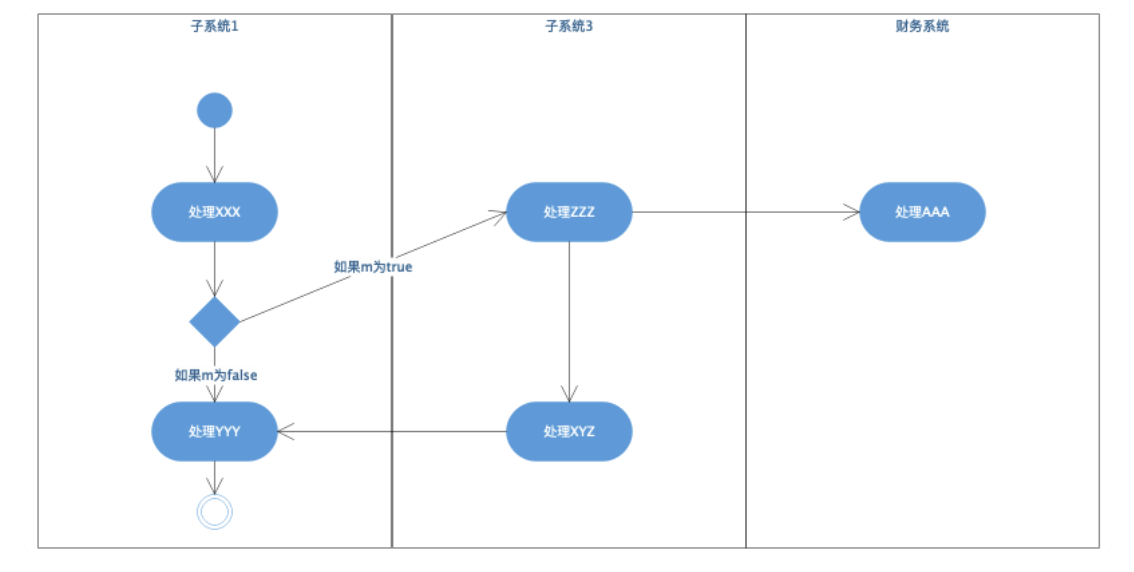 子系统1
子系统3
财务系统
处理XXX
处理ZZZ
处理AAA
如果m为true
如果m为false
处理YYY
处理XYZ